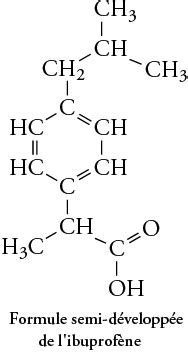 CH3
CH
CH2 CH3
C
HC CH
HC CH
C
CH O
H3C C
OH
Formule semi-développée
de l'ibuprofène